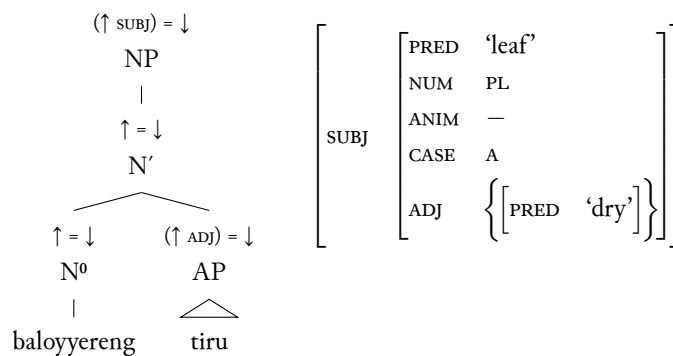 (↑ SUBJ) = ↓
NP
↑ = ↓
N′
↑ = ↓ (↑ ADJ) = ↓
N⁰ AP
baloyyereng tiru
SUBJ
PRED ‘leaf’
NUM PL
ANIM —
CASE A
ADJ {[PRED ‘dry’]}